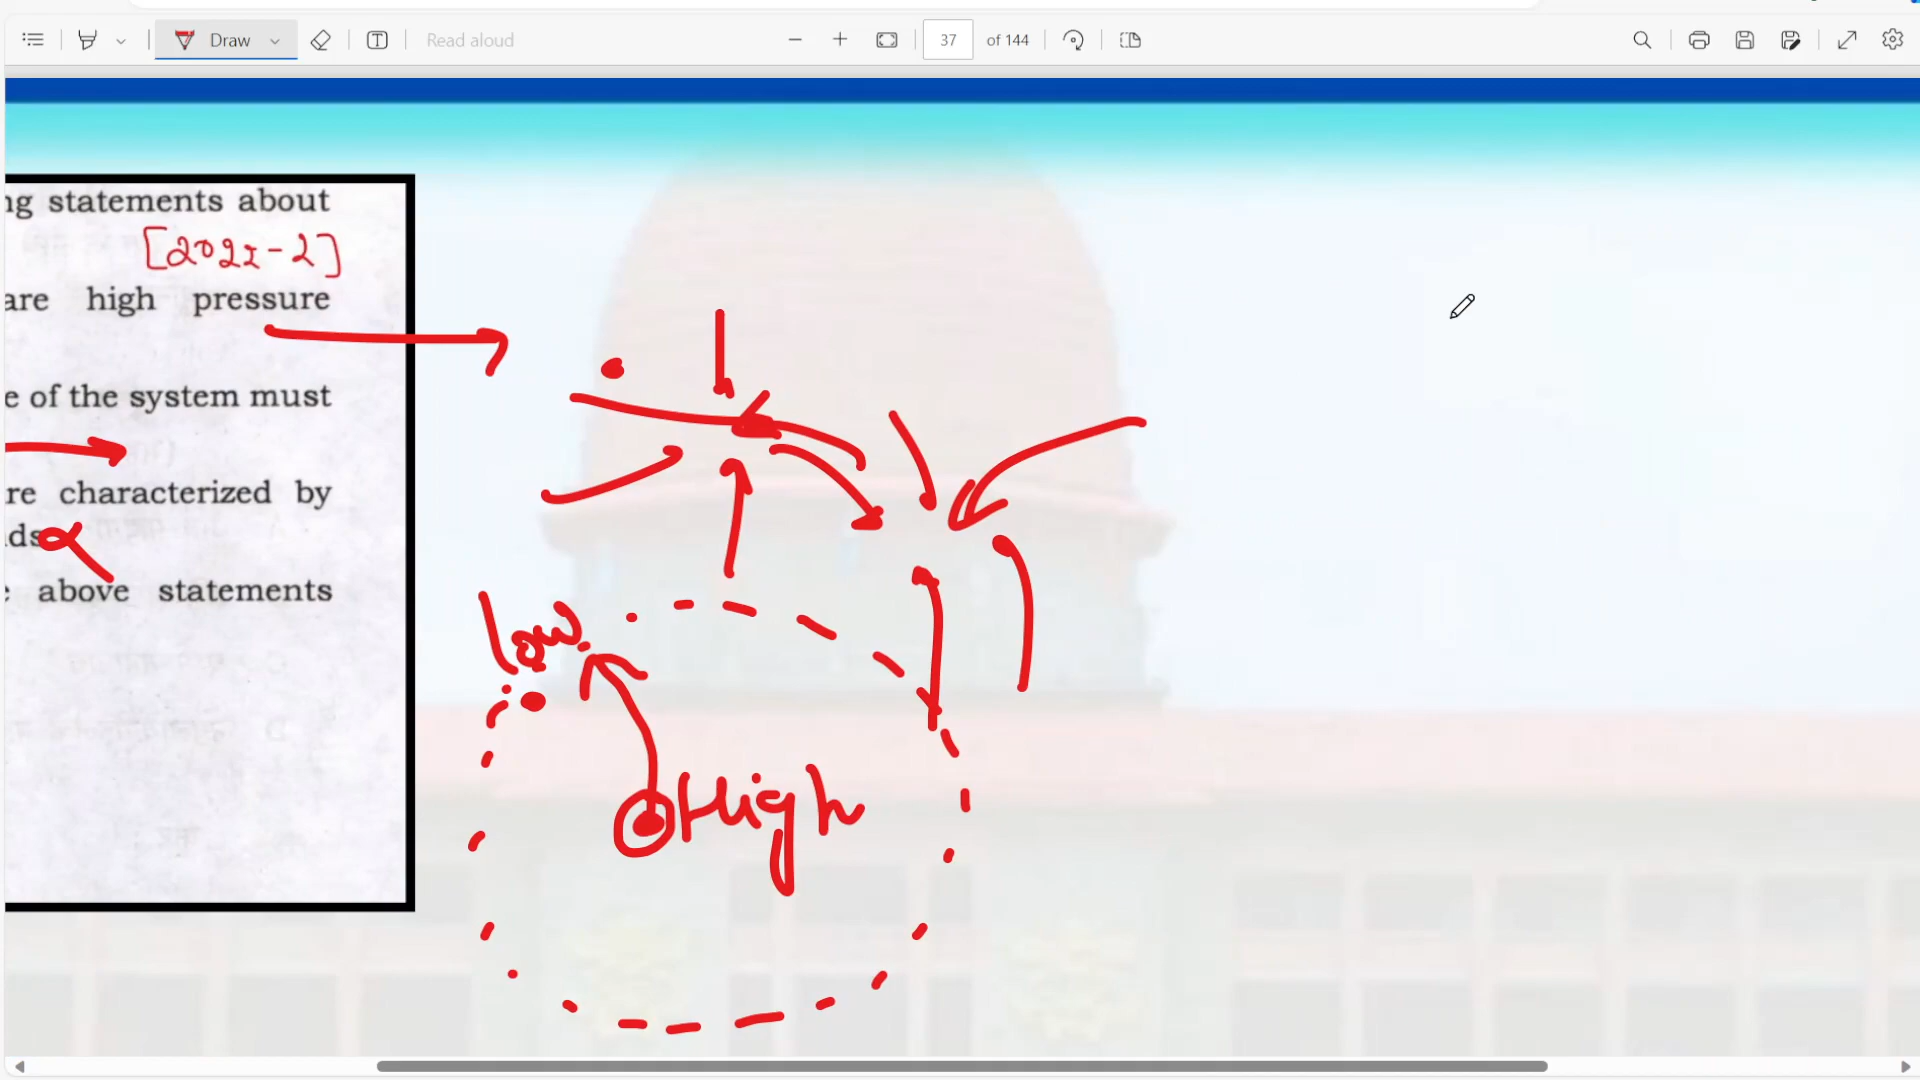 Draw
Read aloud
37 of 144
ng statements about
[202x-2]
are high pressure
e of the system must
re characterized by
ds
above statements
low
High